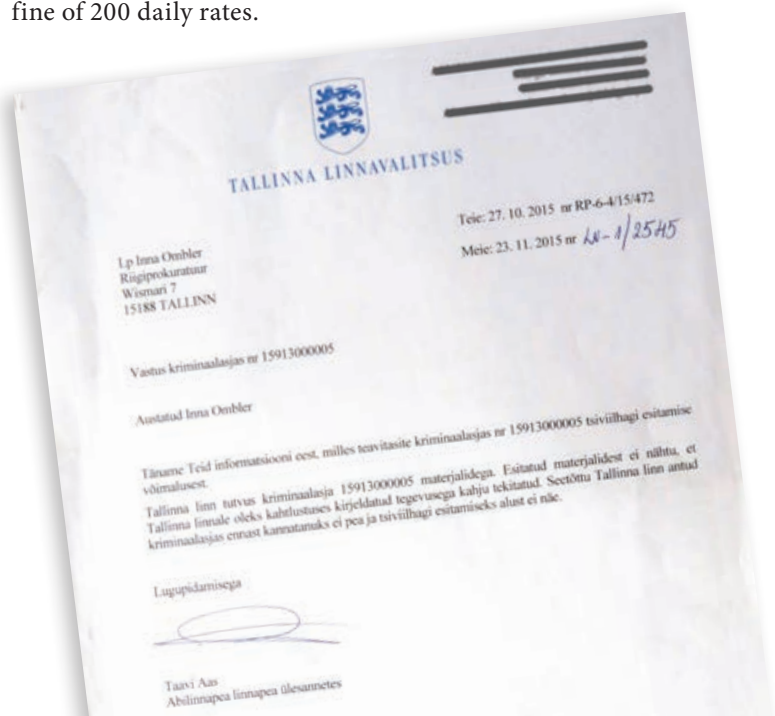 fine of 200 daily rates.
TALLINNA LINNAVALITSUS
Teie: 27. 10. 2015 nr RP-6-4/15/472
Meie: 23. 11. 2015 nr LN-1/2545
Lp Inna Ombler
Riigiprokuratuur
Wismari 7
15188 TALLINN
Vastus kriminaalasjas nr 15913000005
Austatud Inna Ombler
Täname Teid informatsiooni eest, milles teavitasite kriminaalasjas nr 15913000005 tsiviilhagi esitamise
võimalusest.
Tallinna linn tutvus kriminaalasja 15913000005 materjalidega. Esitatud materjalidest ei nähtu, et
Tallinna linnale oleks kahtlustuses kirjeldatud tegevusega kahju tekitatud. Seetõttu Tallinna linn antud
kriminaalasjas ennast kannatanuks ei pea ja tsiviilhagi esitamiseks alust ei näe.
Lugupidamisega
Taavi Aas
Abilinnapea linnapea ülesannetes